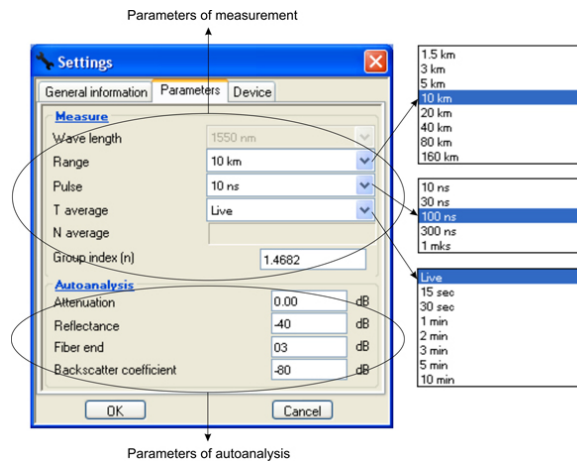 Parameters of measurement
Settings
General information Parameters Device
Measure
Wave length 1550 nm
Range 10 km
Pulse 10 ns
T average Live
N average
Group index (n) 1.4682
Autoanalysis
Attenuation 0.00 dB
Reflectance -40 dB
Fiber end 03 dB
Backscatter coefficient -80 dB
OK Cancel
Parameters of autoanalysis
1.5 km
3 km
5 km
10 km
20 km
40 km
80 km
160 km
10 ns
30 ns
100 ns
300 ns
1 mks
Live
15 sec
30 sec
1 min
2 min
3 min
5 min
10 min